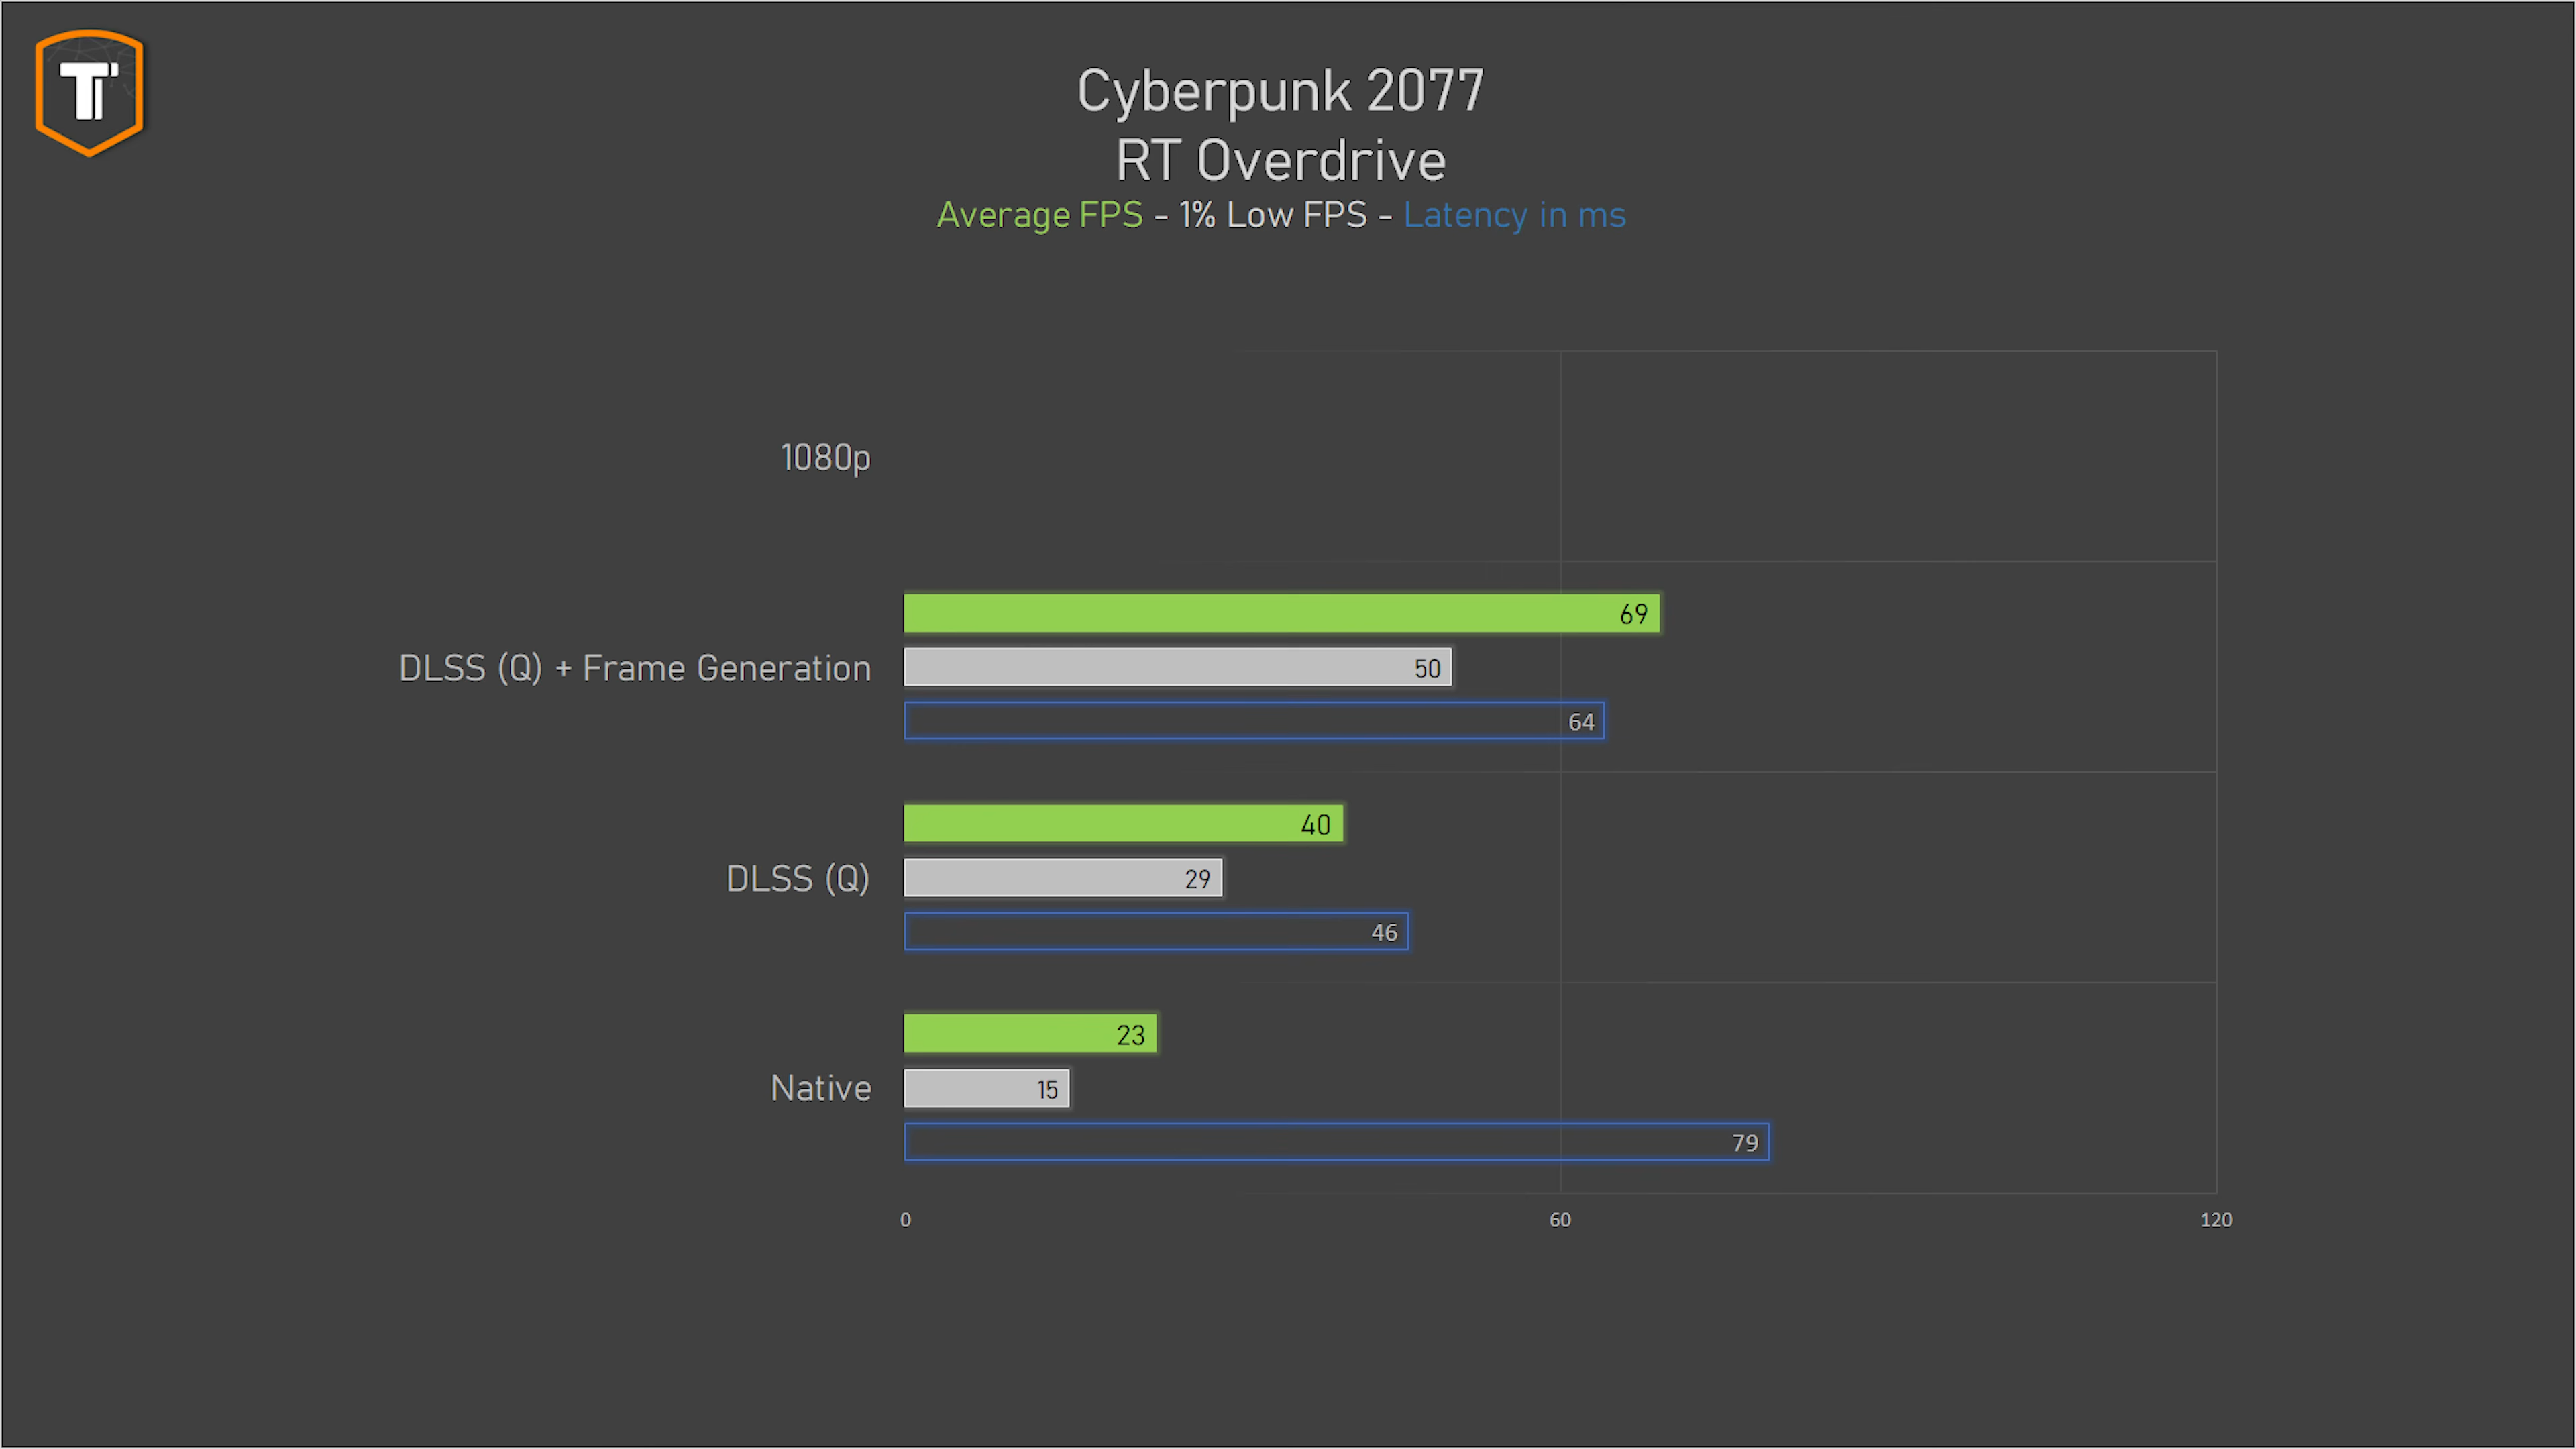 T
Cyberpunk 2077
RT Overdrive
Average FPS - 1% Low FPS - Latency in ms
1080p
DLSS (Q) + Frame Generation
69
50
64
DLSS (Q)
40
29
46
Native
23
15
79
0 60 120